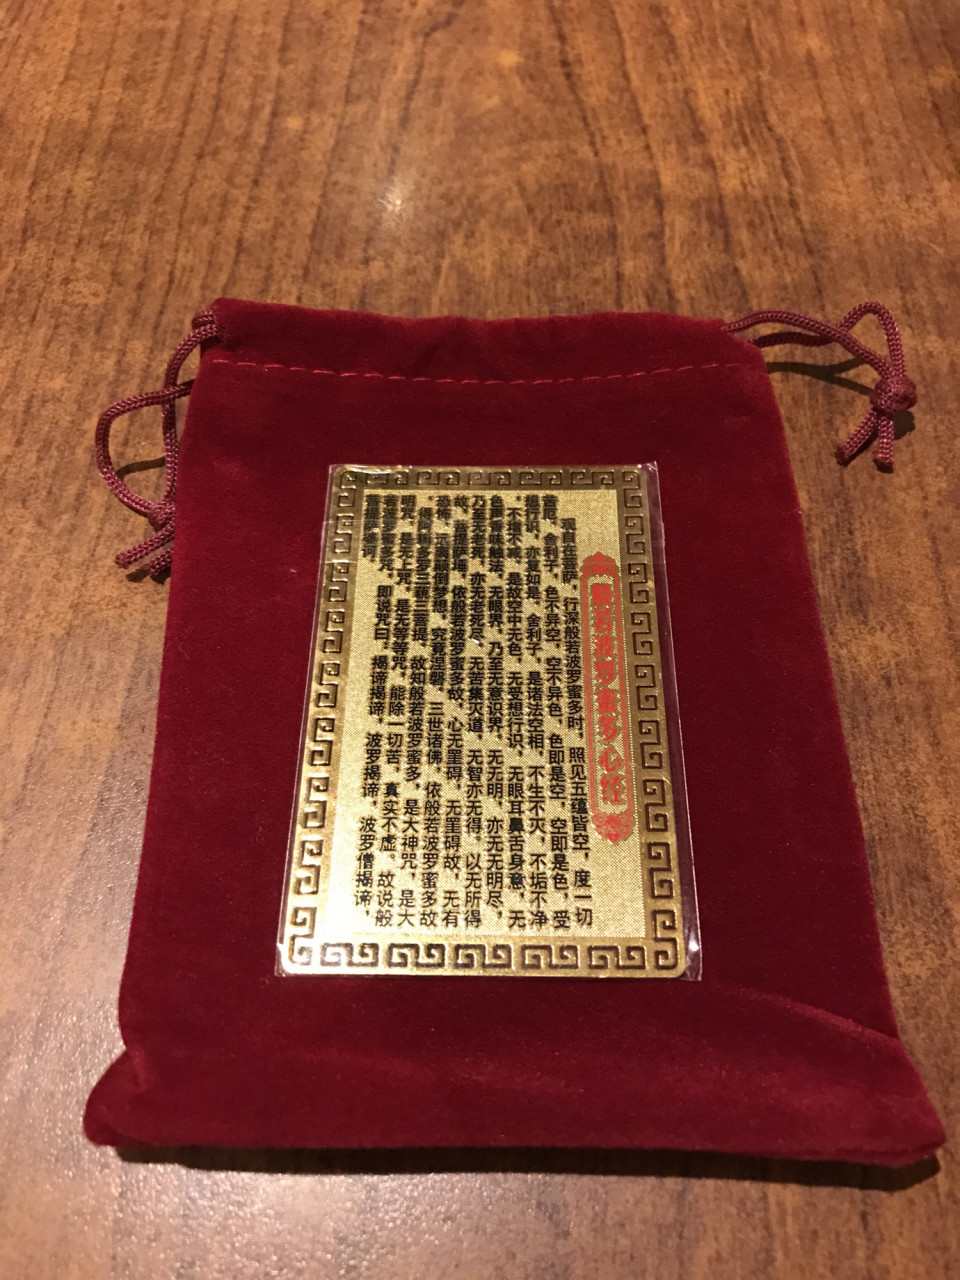 般若波罗蜜多心经
观自在菩萨，行深般若波罗蜜多时，照见五蕴皆空，度一切
苦厄。舍利子，色不异空，空不异色，色即是空，空即是色，受
想行识，亦复如是。舍利子，是诸法空相，不生不灭，不垢不净
，不增不减，是故空中无色，无受想行识，无眼耳鼻舌身意，无
色声香味触法，无眼界，乃至无意识界，无无明，亦无无明尽，
乃至无老死，亦无老死尽。无苦集灭道，无智亦无得。以无所得
故，菩提萨埵，依般若波罗蜜多故，心无罣碍，无罣碍故，无有
恐怖，远离颠倒梦想，究竟涅磐。三世诸佛，依般若波罗蜜多故
，得阿耨多罗三藐三菩提。故知般若波罗蜜多，是大神咒，是大
明咒，是无上咒，是无等等咒，能除一切苦，真实不虚。故说般
若波罗蜜多咒，即说咒曰：揭谛揭谛，波罗揭谛，波罗僧揭谛，
菩提萨婆诃。